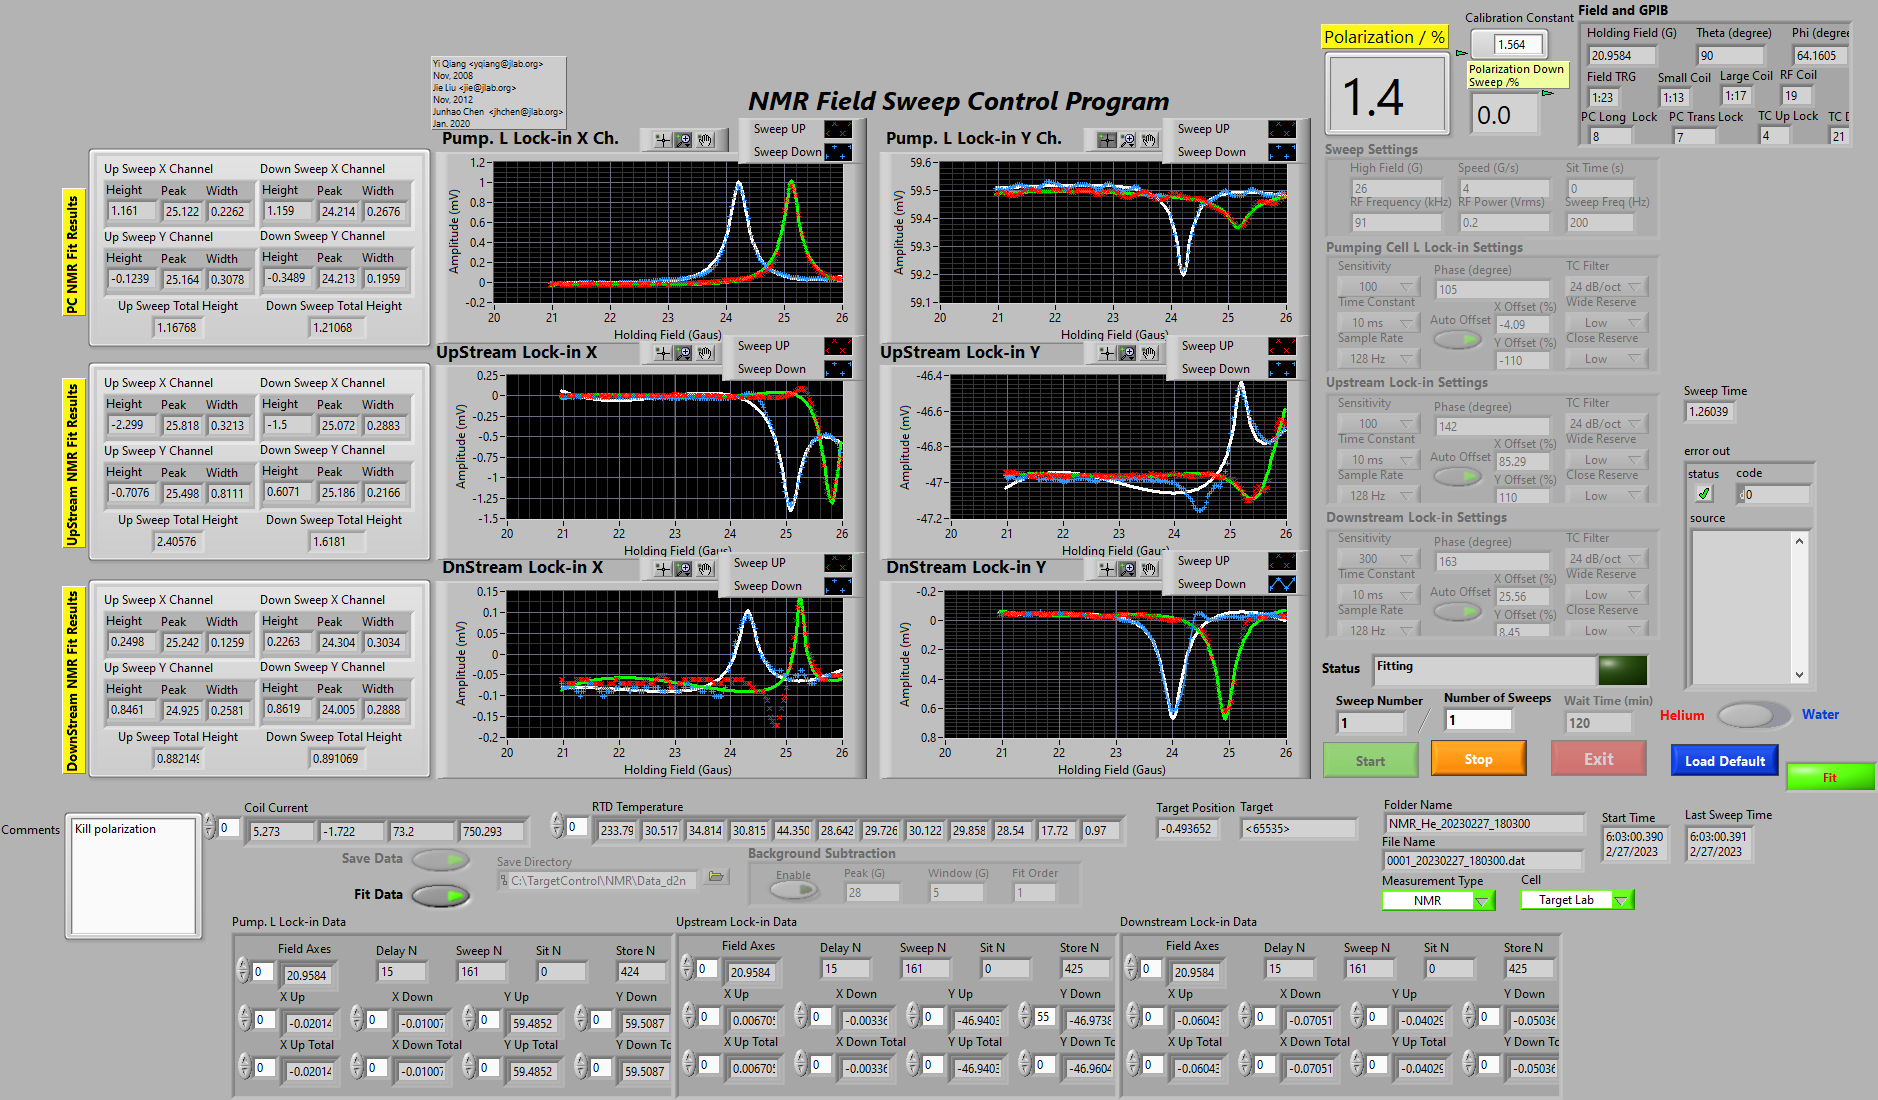 Polarization / %
1.4
Calibration Constant
1.564
Polarization Down
Sweep /%
0.0
Field and GPIB
Holding Field (G) Theta (degree) Phi (degree
20.9584 90 64.1605
Field TRG Small Coil Large Coil RF Coil
1:23 1:13 1:17 19
PC Long Lock PC Trans Lock TC Up Lock TC D
8 7 4 21
Yi Qiang <yqiang@jlab.org>
Nov, 2008
Jie Liu <jie@jlab.org>
Nov, 2012
Junhao Chen <jhchen@jlab.org>
Jan. 2020
NMR Field Sweep Control Program
PC NMR Fit Results
Up Sweep X Channel Down Sweep X Channel
Height Peak Width Height Peak Width
1.161 25.122 0.2262 1.159 24.214 0.2676
Up Sweep Y Channel Down Sweep Y Channel
Height Peak Width Height Peak Width
-0.1239 25.164 0.3078 -0.3489 24.213 0.1959
Up Sweep Total Height Down Sweep Total Height
1.16768 1.21068
UpStream NMR Fit Results
Up Sweep X Channel Down Sweep X Channel
Height Peak Width Height Peak Width
-2.299 25.818 0.3213 -1.5 25.072 0.2883
Up Sweep Y Channel Down Sweep Y Channel
Height Peak Width Height Peak Width
-0.7076 25.498 0.8111 0.6071 25.186 0.2166
Up Sweep Total Height Down Sweep Total Height
2.40576 1.6181
DownStream NMR Fit Results
Up Sweep X Channel Down Sweep X Channel
Height Peak Width Height Peak Width
0.2498 25.242 0.1259 0.2263 24.304 0.3034
Up Sweep Y Channel Down Sweep Y Channel
Height Peak Width Height Peak Width
0.8461 24.925 0.2581 0.8619 24.005 0.2888
Up Sweep Total Height Down Sweep Total Height
0.882149 0.891069
Pump. L Lock-in X Ch.
Sweep UP
Sweep Down
Amplitude (mV)
1.2
1
0.8
0.6
0.4
0.2
0
-0.2
20 21 22 23 24 25 26
Holding Field (Gaus)
Pump. L Lock-in Y Ch.
Sweep UP
Sweep Down
Amplitude (mV)
59.6
59.5
59.4
59.3
59.2
59.1
20 21 22 23 24 25 26
Holding Field (Gaus)
UpStream Lock-in X
Sweep UP
Sweep Down
Amplitude (mV)
0.25
0
-0.25
-0.5
-0.75
-1
-1.25
-1.5
20 21 22 23 24 25 26
Holding Field (Gaus)
UpStream Lock-in Y
Sweep UP
Sweep Down
Amplitude (mV)
-46.4
-46.6
-46.8
-47
-47.2
20 21 22 23 24 25 26
Holding Field (Gaus)
DnStream Lock-in X
Sweep UP
Sweep Down
Amplitude (mV)
0.15
0.1
0.05
0
-0.05
-0.1
-0.15
-0.2
20 21 22 23 24 25 26
Holding Field (Gaus)
DnStream Lock-in Y
Sweep UP
Sweep Down
Amplitude (mV)
-0.2
0
0.2
0.4
0.6
0.8
20 21 22 23 24 25 26
Holding Field (Gaus)
Sweep Settings
High Field (G) Speed (G/s) Sit Time (s)
26 4 0
RF Frequency (kHz) RF Power (Vrms) Sweep Freq (Hz)
91 0.2 200
Pumping Cell L Lock-in Settings
Sensitivity Phase (degree) TC Filter
100 105 24 dB/oct
Time Constant X Offset (%) Wide Reserve
10 ms Auto Offset -4.09 Low
Sample Rate Y Offset (%) Close Reserve
128 Hz -110 Low
Upstream Lock-in Settings
Sensitivity Phase (degree) TC Filter
100 142 24 dB/oct
Time Constant X Offset (%) Wide Reserve
10 ms Auto Offset 85.29 Low
Sample Rate Y Offset (%) Close Reserve
128 Hz 110 Low
Downstream Lock-in Settings
Sensitivity Phase (degree) TC Filter
300 163 24 dB/oct
Time Constant X Offset (%) Wide Reserve
10 ms Auto Offset 25.56 Low
Sample Rate Y Offset (%) Close Reserve
128 Hz 8.45 Low
Sweep Time
1.26039
error out
status code
0
source
Status Fitting
Sweep Number Number of Sweeps Wait Time (min)
1 / 1 120
Helium Water
Start Stop Exit Load Default
Fit
Comments
Kill polarization
Coil Current
0 5.273 -1.722 73.2 750.293
RTD Temperature
0 233.79 30.517 34.814 30.815 44.350 28.642 29.726 30.122 29.858 28.54 17.72 0.97
Target Position Target
-0.493652 <65535>
Folder Name
NMR_He_20230227_180300
File Name
0001_20230227_180300.dat
Start Time
6:03:00.390
2/27/2023
Last Sweep Time
6:03:00.391
2/27/2023
Measurement Type Cell
NMR Target Lab
Save Data
Fit Data
Save Directory
C:\TargetControl\NMR\Data_d2n
Background Subtraction
Enable Peak (G) Window (G) Fit Order
28 5 1
Pump. L Lock-in Data
Field Axes Delay N Sweep N Sit N Store N
0 20.9584 15 161 0 424
X Up X Down Y Up Y Down
0 -0.02014 0 -0.01007 0 59.4852 0 59.5087
X Up Total X Down Total Y Up Total Y Down To
0 -0.02014 0 -0.01007 0 59.4852 0 59.5087
Upstream Lock-in Data
Field Axes Delay N Sweep N Sit N Store N
0 20.9584 15 161 0 425
X Up X Down Y Up Y Down
0 0.006705 0 -0.00336 0 -46.9403 55 -46.9738
X Up Total X Down Total Y Up Total Y Down To
0 0.006705 0 -0.00336 0 -46.9403 0 -46.9604
Downstream Lock-in Data
Field Axes Delay N Sweep N Sit N Store N
0 20.9584 15 161 0 425
X Up X Down Y Up Y Down
0 -0.06043 0 -0.07051 0 -0.04029 0 -0.05036
X Up Total X Down Total Y Up Total Y Down To
0 -0.06043 0 -0.07051 0 -0.04029 0 -0.05036